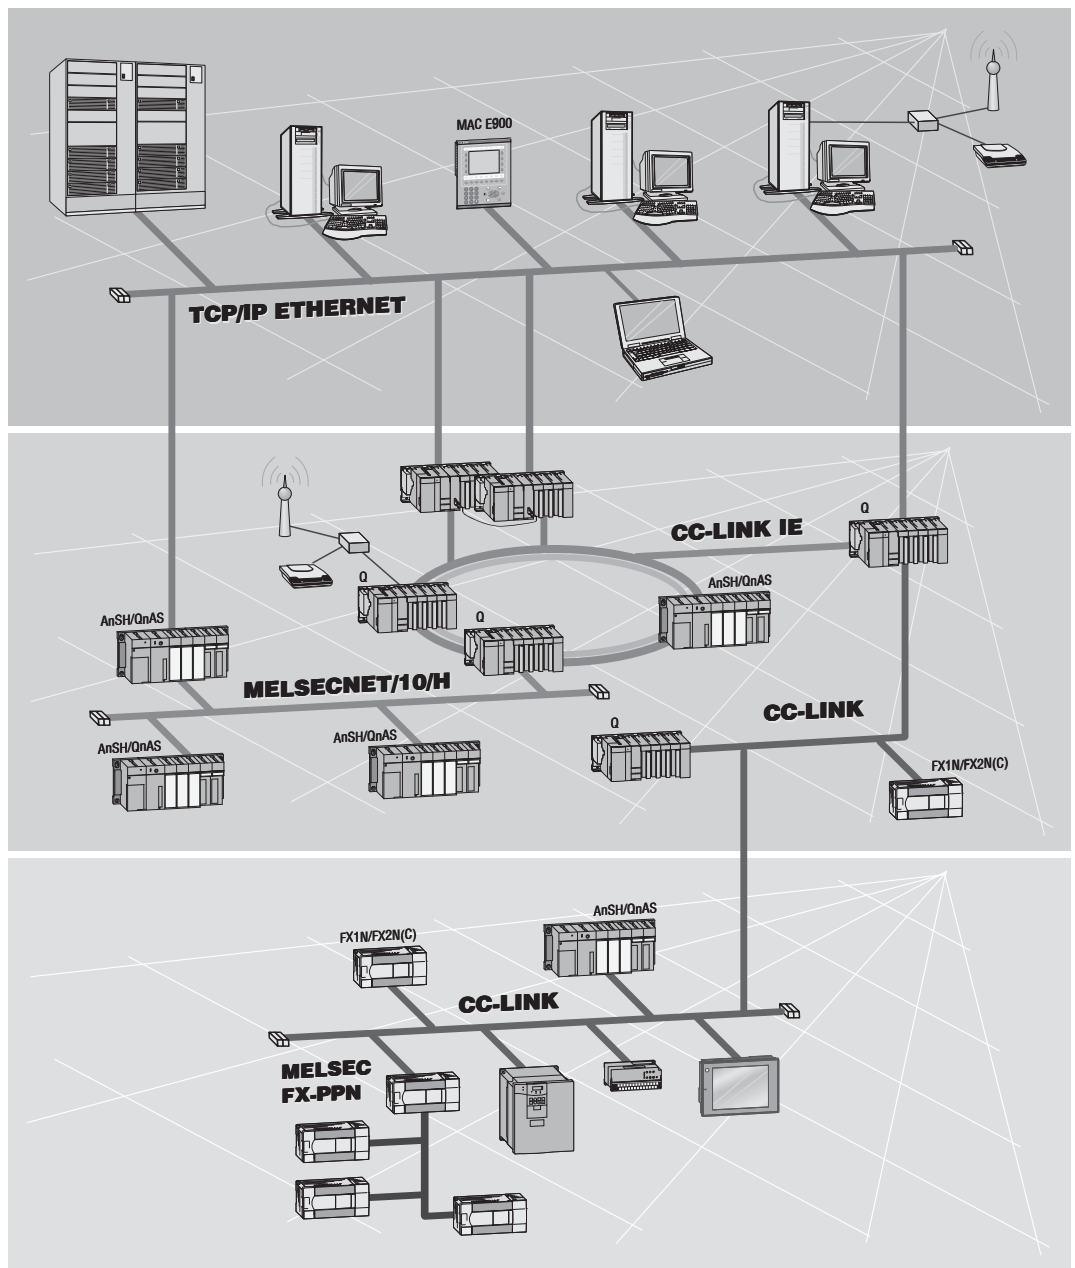 MAC E900
TCP/IP ETHERNET
Q
CC-LINK IE
Q
AnSH/QnAS
Q
AnSH/QnAS
MELSECNET/10/H
CC-LINK
Q
AnSH/QnAS
AnSH/QnAS
FX1N/FX2N(C)
AnSH/QnAS
FX1N/FX2N(C)
CC-LINK
MELSEC
FX-PPN